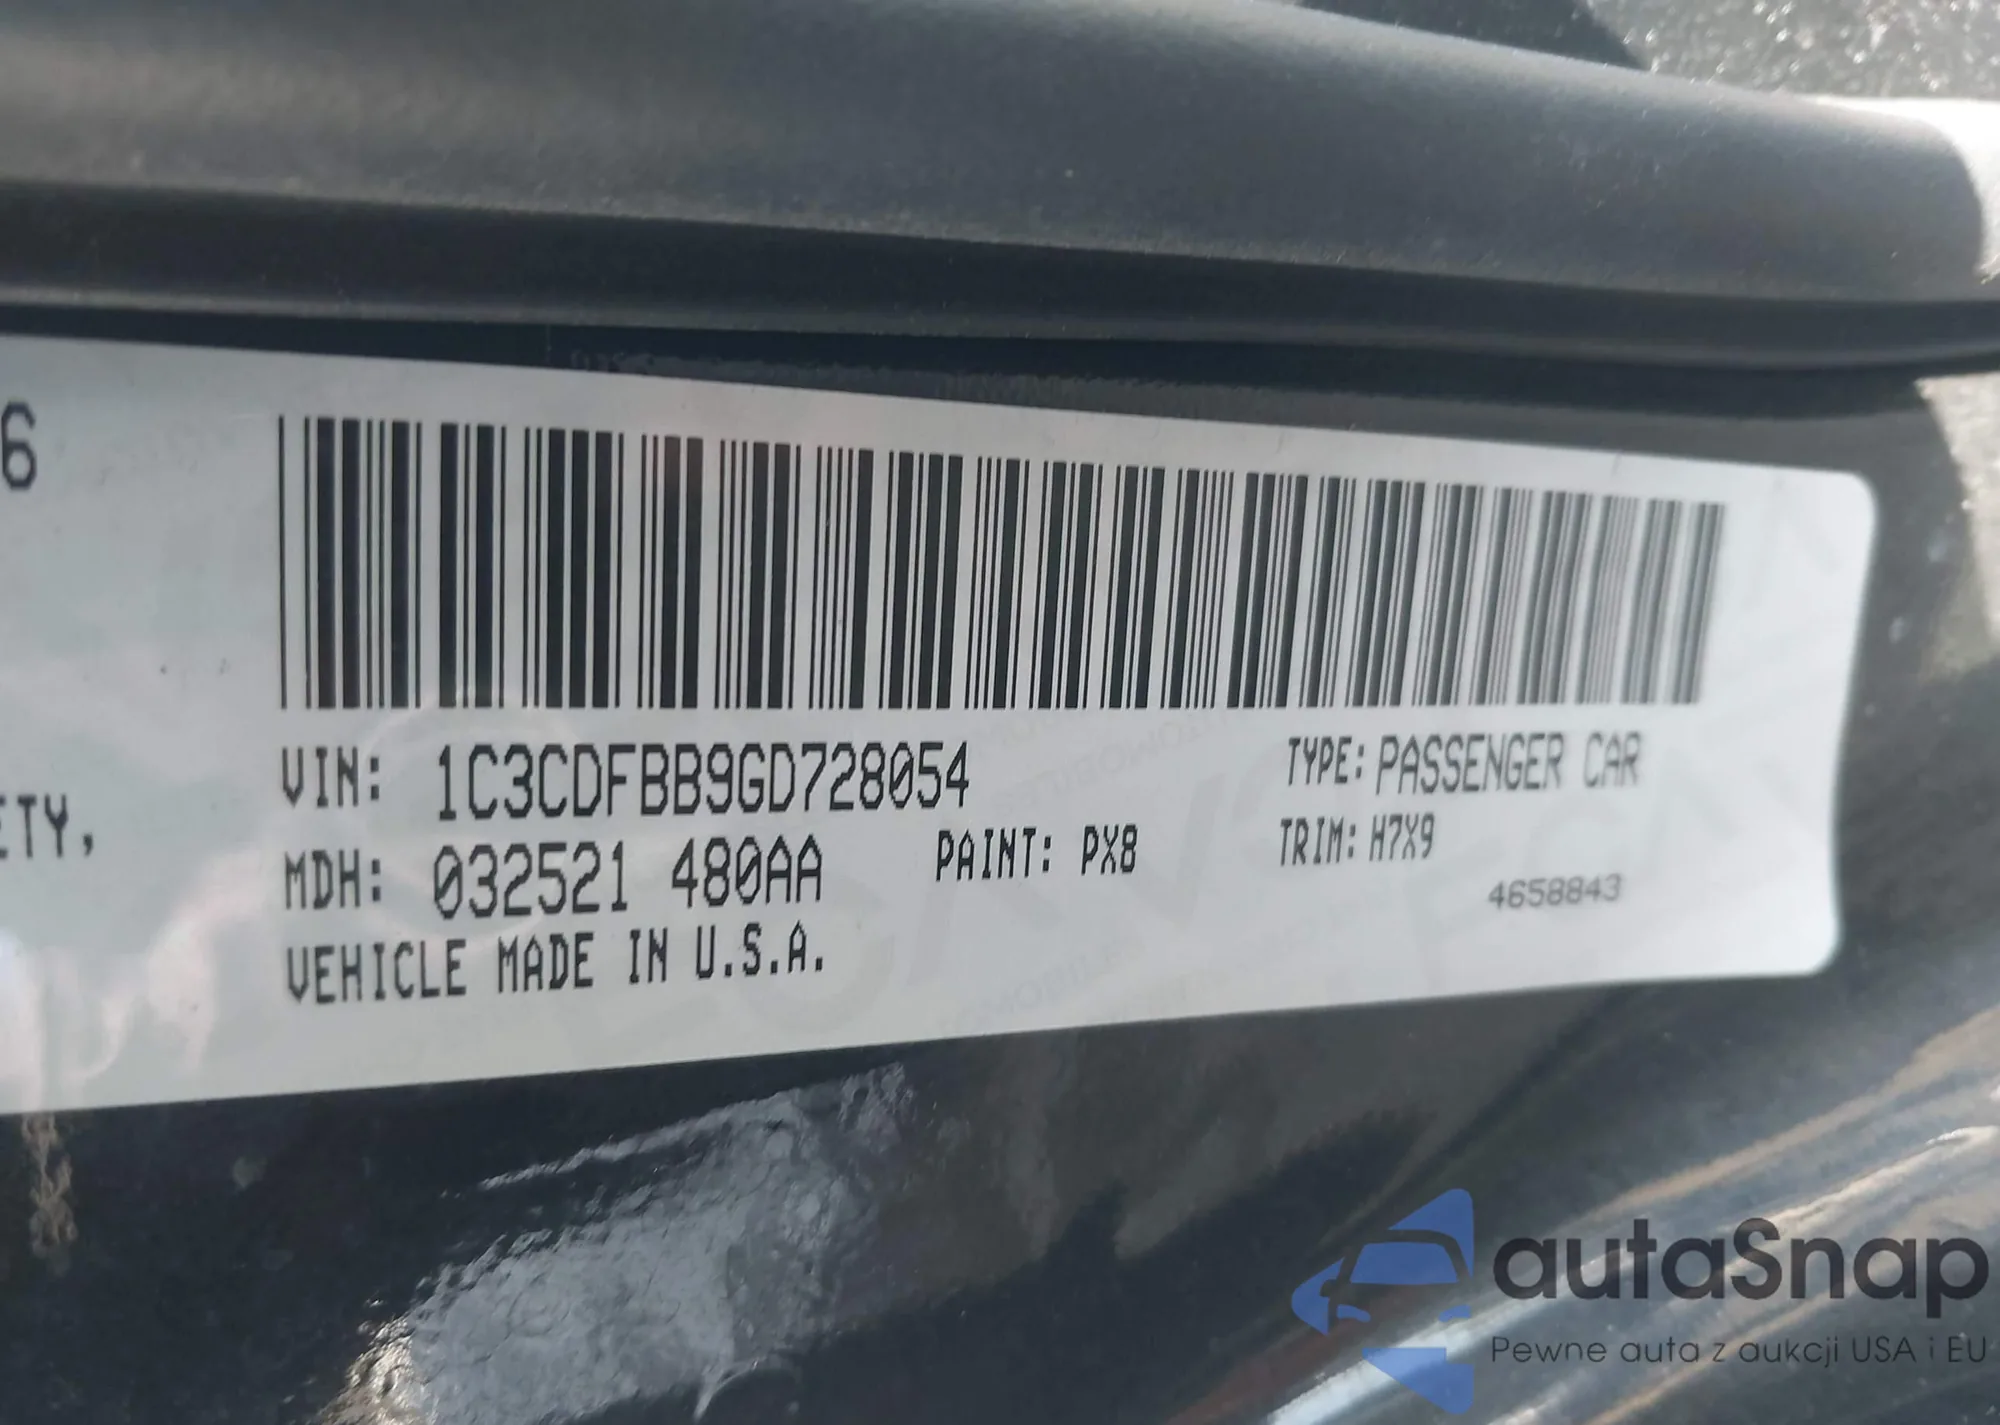 6
ETY,
VIN: 1C3CDFBB9GD728054
TYPE: PASSENGER CAR
MDH: 032521 480AA
PAINT: PX8
TRIM: H7X9
4658843
VEHICLE MADE IN U.S.A.
autaSnap
Pewne auta z aukcji USA i EU